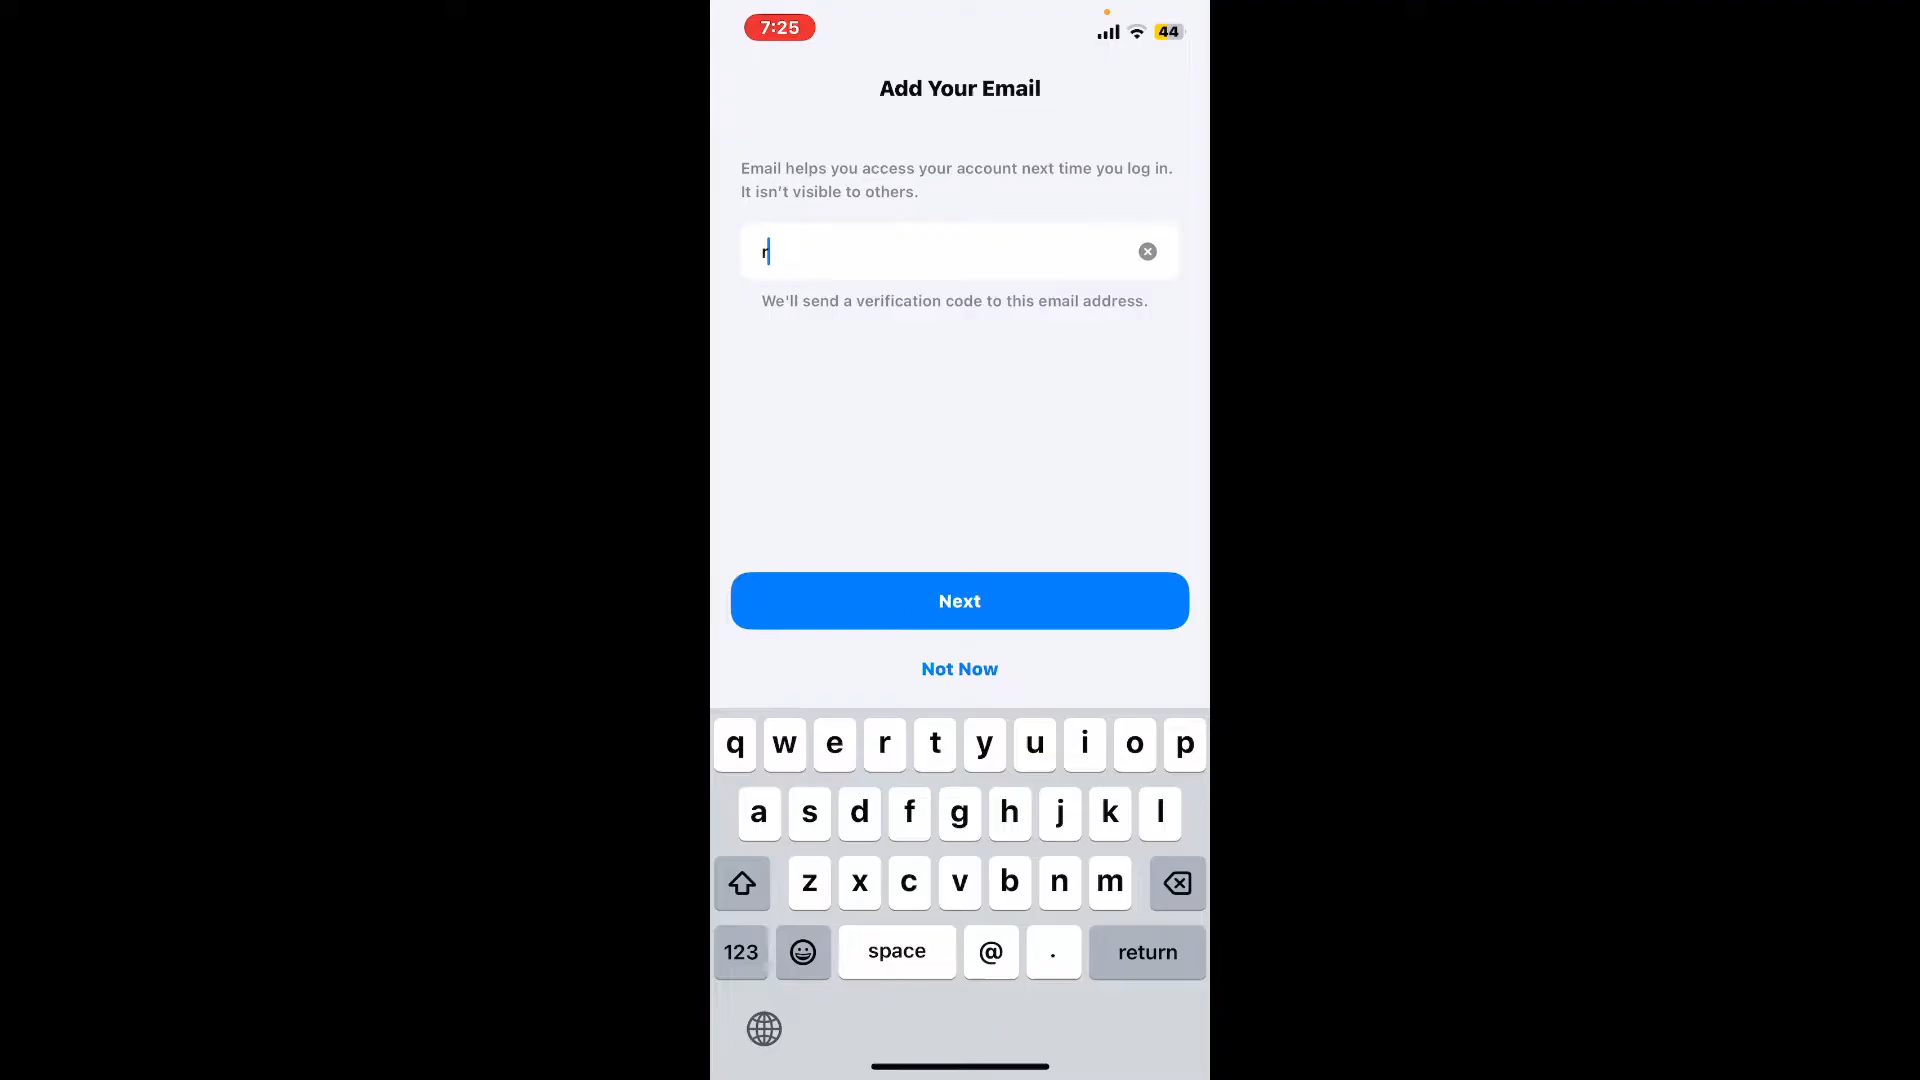 7:25
44
Add Your Email
Email helps you access your account next time you log in.
It isn't visible to others.
r
We'll send a verification code to this email address.
Next
Not Now
q w e r t y u i o p
a s d f g h j k l
z x c v b n m
123 space @ . return